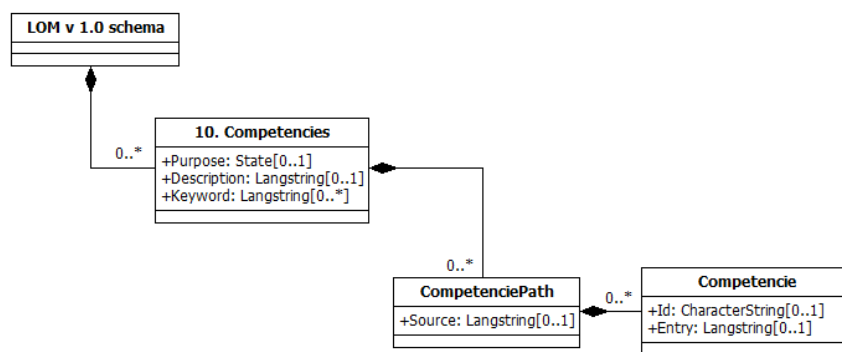 LOM v 1.0 schema
0..*
10. Competencies
+Purpose: State[0..1]
+Description: Langstring[0..1]
+Keyword: Langstring[0..*]
0..*
CompetenciePath
+Source: Langstring[0..1]
0..*
Competencie
+Id: CharacterString[0..1]
+Entry: Langstring[0..1]